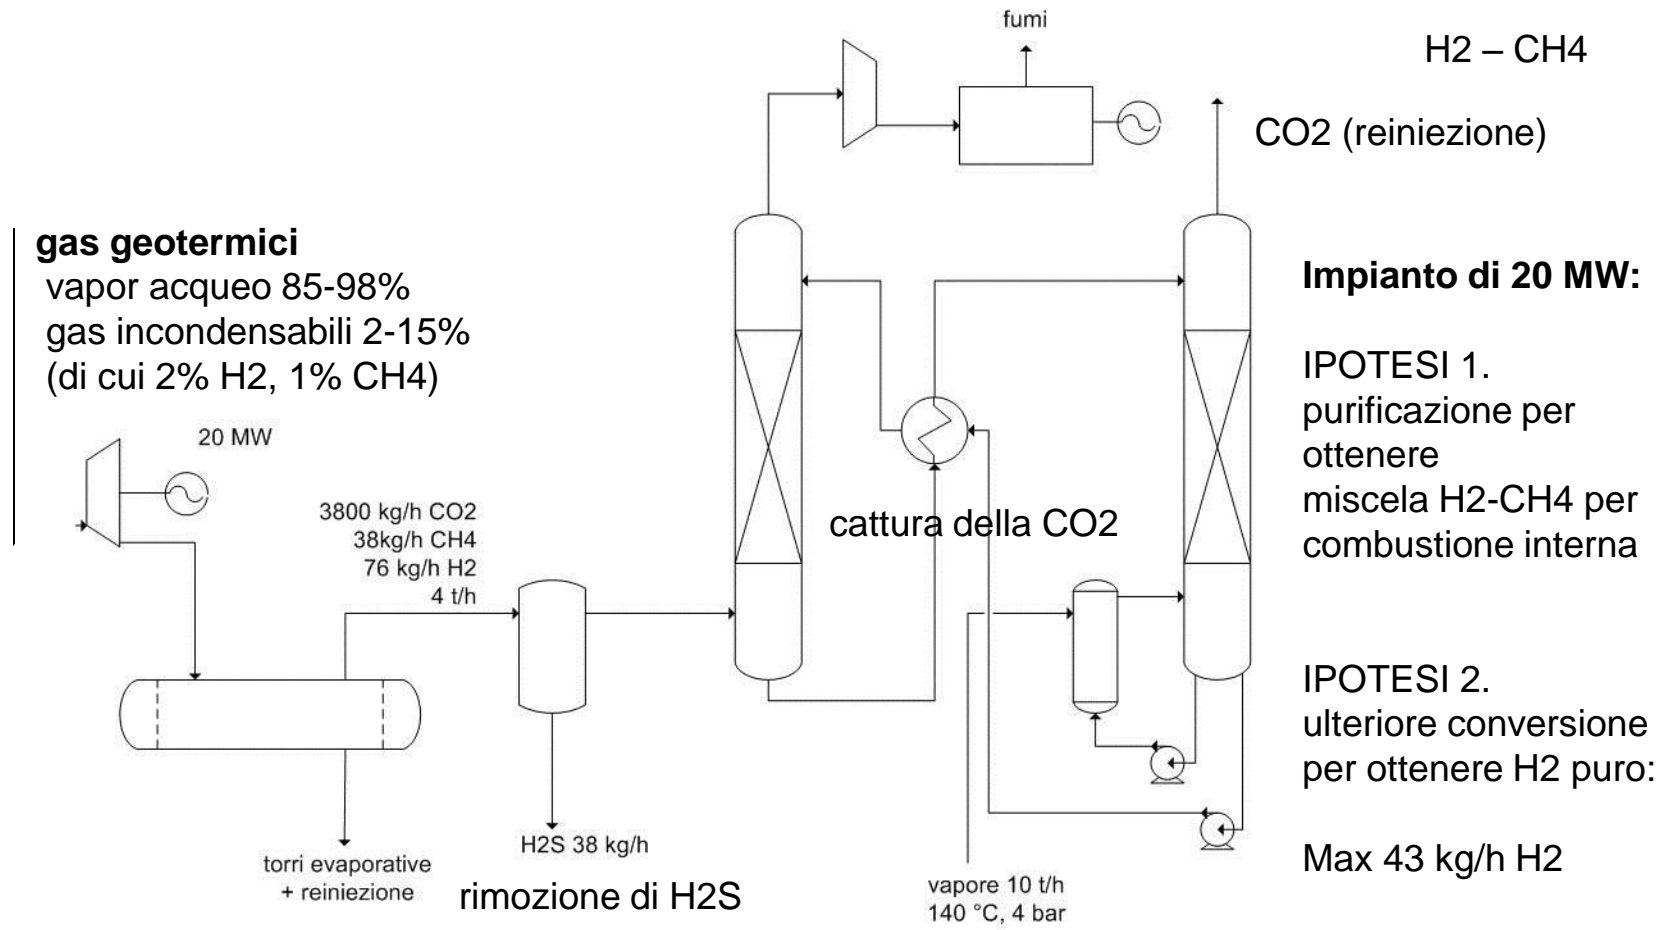 fumi
H2 – CH4
CO2 (reiniezione)
gas geotermici
vapor acqueo 85-98%
gas incondensabili 2-15%
(di cui 2% H2, 1% CH4)
20 MW
3800 kg/h CO2
38kg/h CH4
76 kg/h H2
4 t/h
cattura della CO2
Impianto di 20 MW:
IPOTESI 1.
purificazione per
ottenere
miscela H2-CH4 per
combustione interna
IPOTESI 2.
ulteriore conversione
per ottenere H2 puro:
Max 43 kg/h H2
torri evaporative
+ reiniezione
H2S 38 kg/h
rimozione di H2S
vapore 10 t/h
140 °C, 4 bar